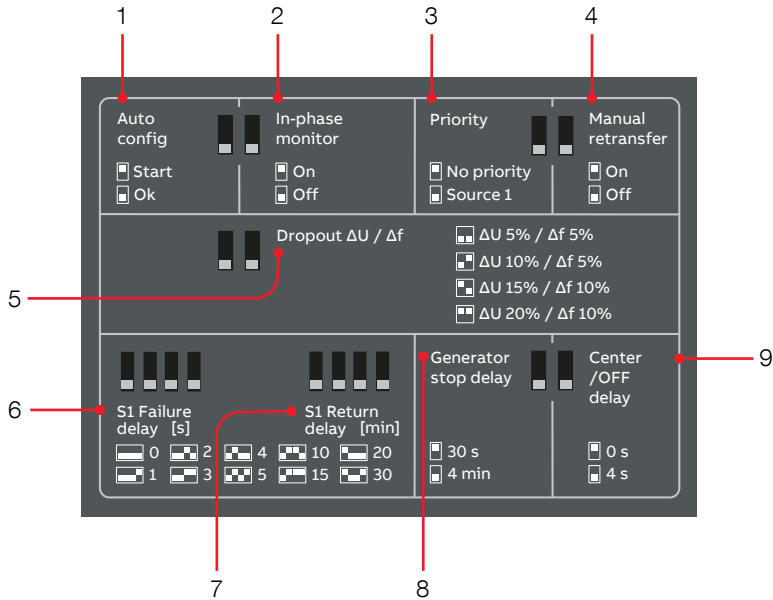 1
2
3
4
Auto
config
Start
Ok
In-phase
monitor
On
Off
Priority
No priority
Source 1
Manual
retransfer
On
Off
5
Dropout ΔU / Δf
ΔU 5% / Δf 5%
ΔU 10% / Δf 5%
ΔU 15% / Δf 10%
ΔU 20% / Δf 10%
6
S1 Failure
delay [s]
S1 Return
delay [min]
0 2 4 10 20
1 3 5 15 30
Generator
stop delay
30 s
4 min
Center
/OFF
delay
0 s
4 s
9
7
8